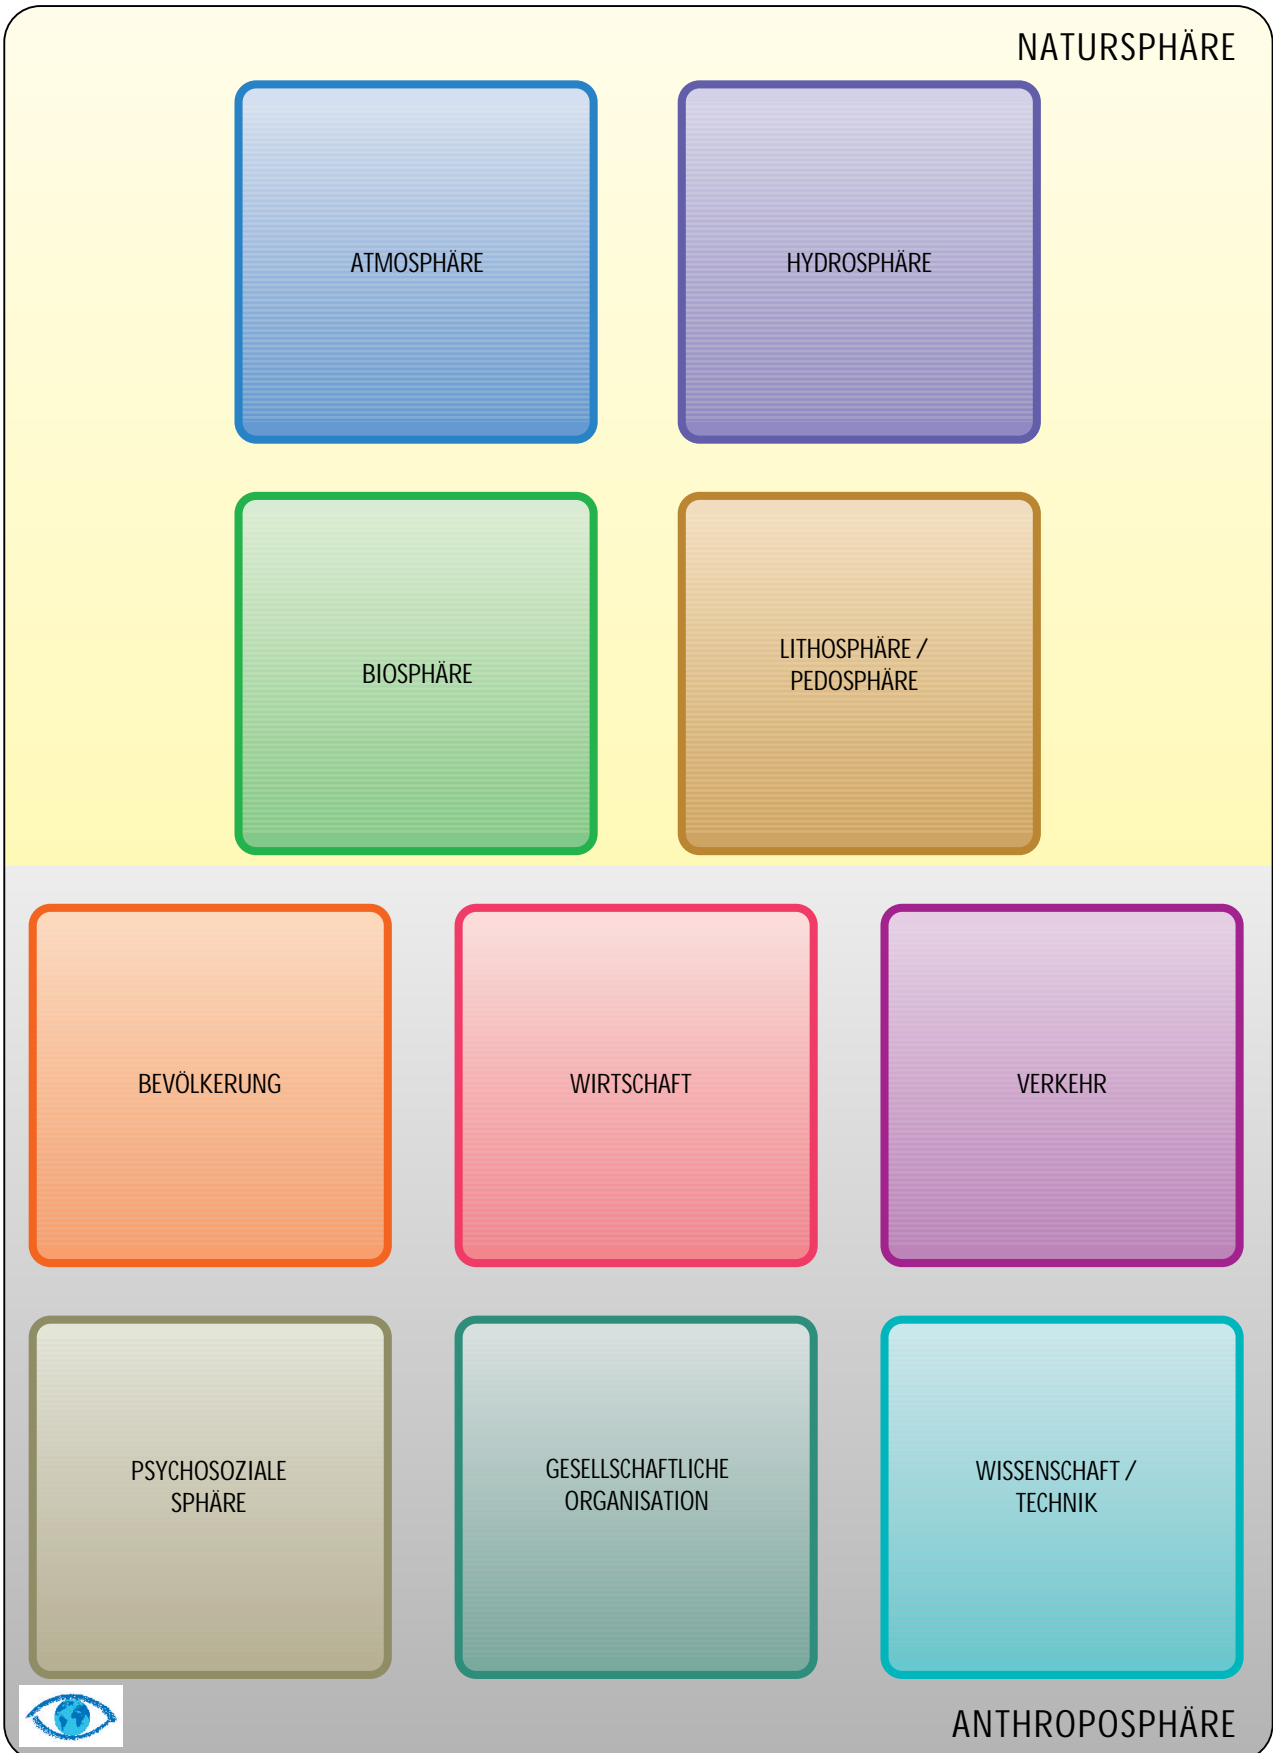 NATURSPHÄRE
ATMOSPHÄRE
HYDROSPHÄRE
BIOSPHÄRE
LITHOSPHÄRE /
PEDOSPHÄRE
BEVÖLKERUNG
WIRTSCHAFT
VERKEHR
PSYCHOSOZIALE
SPHÄRE
GESELLSCHAFTLICHE
ORGANISATION
WISSENSCHAFT /
TECHNIK
ANTHROPOSPHÄRE